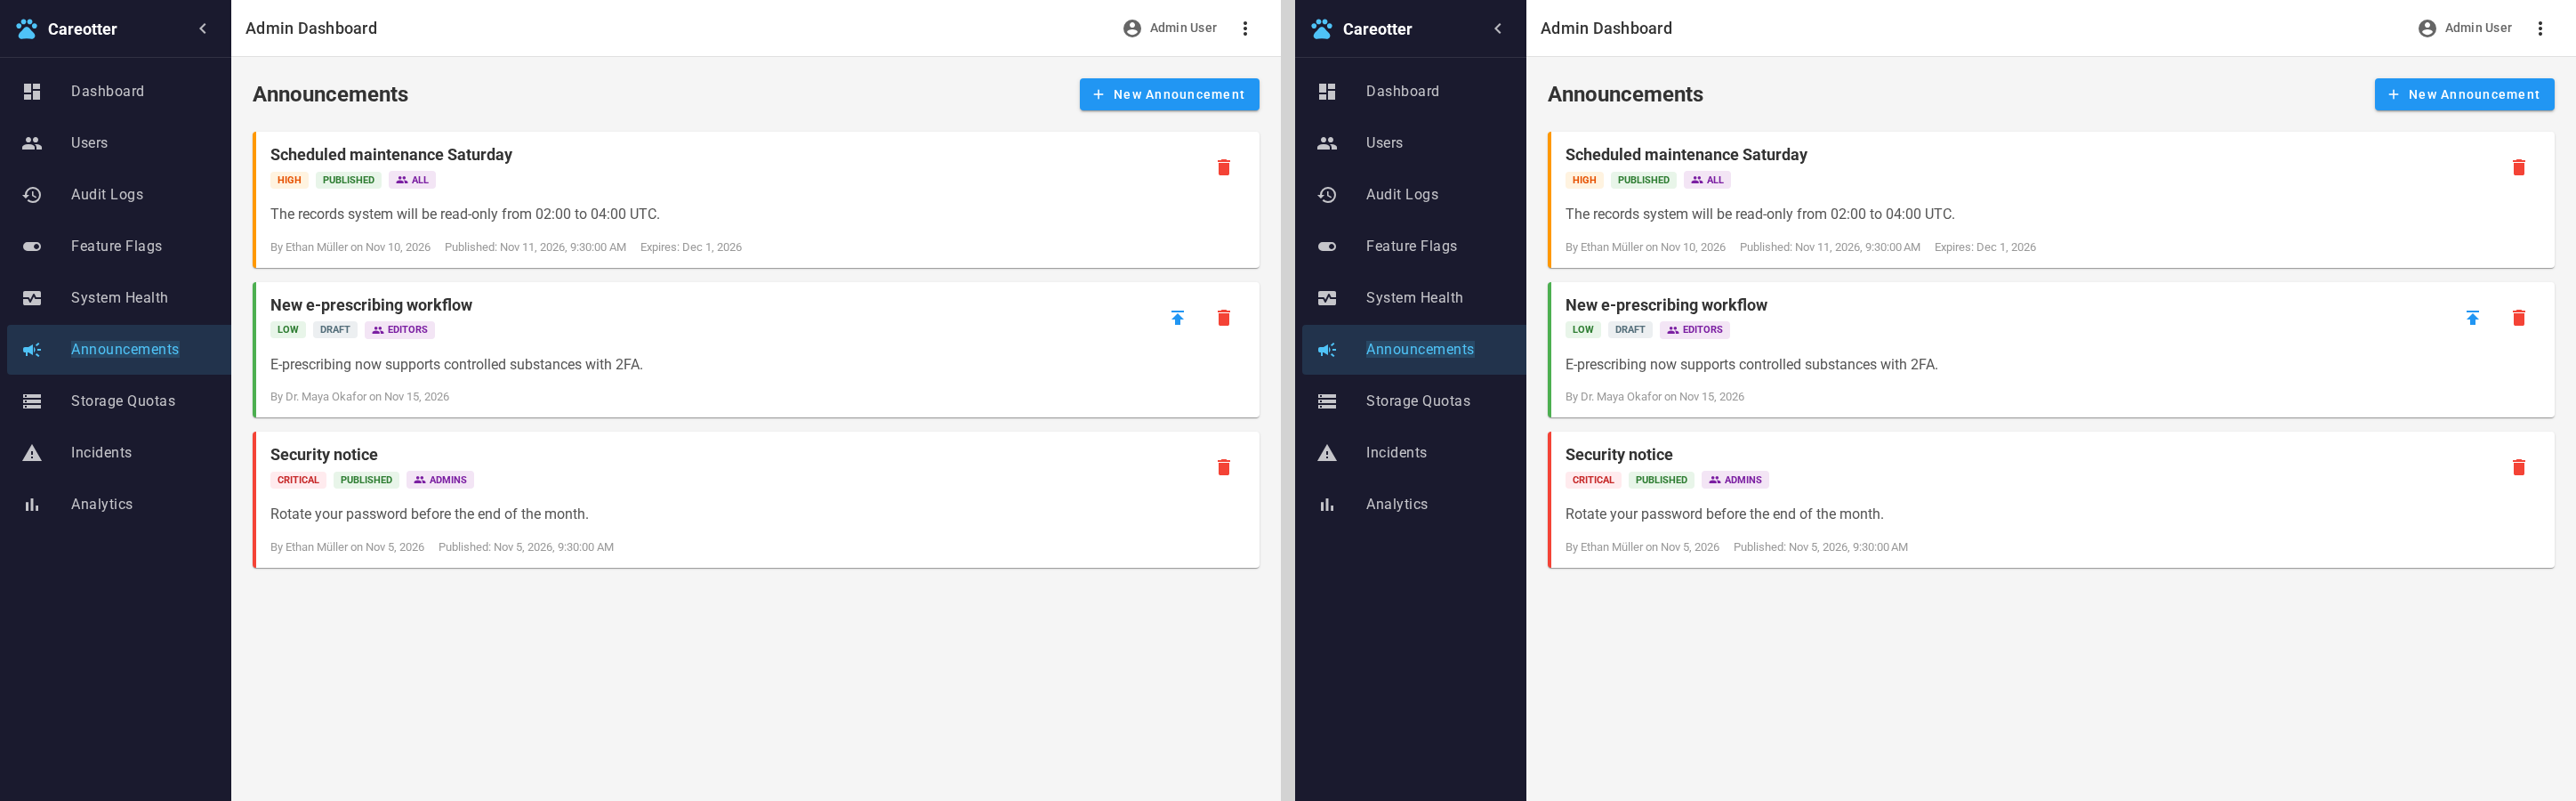 Careotter
Admin Dashboard
Admin User
Dashboard
Users
Audit Logs
Feature Flags
System Health
Announcements
Storage Quotas
Incidents
Analytics
Announcements
New Announcement
Scheduled maintenance Saturday
HIGH PUBLISHED ALL
The records system will be read-only from 02:00 to 04:00 UTC.
By Ethan Müller on Nov 10, 2026 Published: Nov 11, 2026, 9:30:00 AM Expires: Dec 1, 2026
New e-prescribing workflow
LOW DRAFT EDITORS
E-prescribing now supports controlled substances with 2FA.
By Dr. Maya Okafor on Nov 15, 2026
Security notice
CRITICAL PUBLISHED ADMINS
Rotate your password before the end of the month.
By Ethan Müller on Nov 5, 2026 Published: Nov 5, 2026, 9:30:00 AM
Careotter
Admin Dashboard
Admin User
Dashboard
Users
Audit Logs
Feature Flags
System Health
Announcements
Storage Quotas
Incidents
Analytics
Announcements
New Announcement
Scheduled maintenance Saturday
HIGH PUBLISHED ALL
The records system will be read-only from 02:00 to 04:00 UTC.
By Ethan Müller on Nov 10, 2026 Published: Nov 11, 2026, 9:30:00 AM Expires: Dec 1, 2026
New e-prescribing workflow
LOW DRAFT EDITORS
E-prescribing now supports controlled substances with 2FA.
By Dr. Maya Okafor on Nov 15, 2026
Security notice
CRITICAL PUBLISHED ADMINS
Rotate your password before the end of the month.
By Ethan Müller on Nov 5, 2026 Published: Nov 5, 2026, 9:30:00 AM